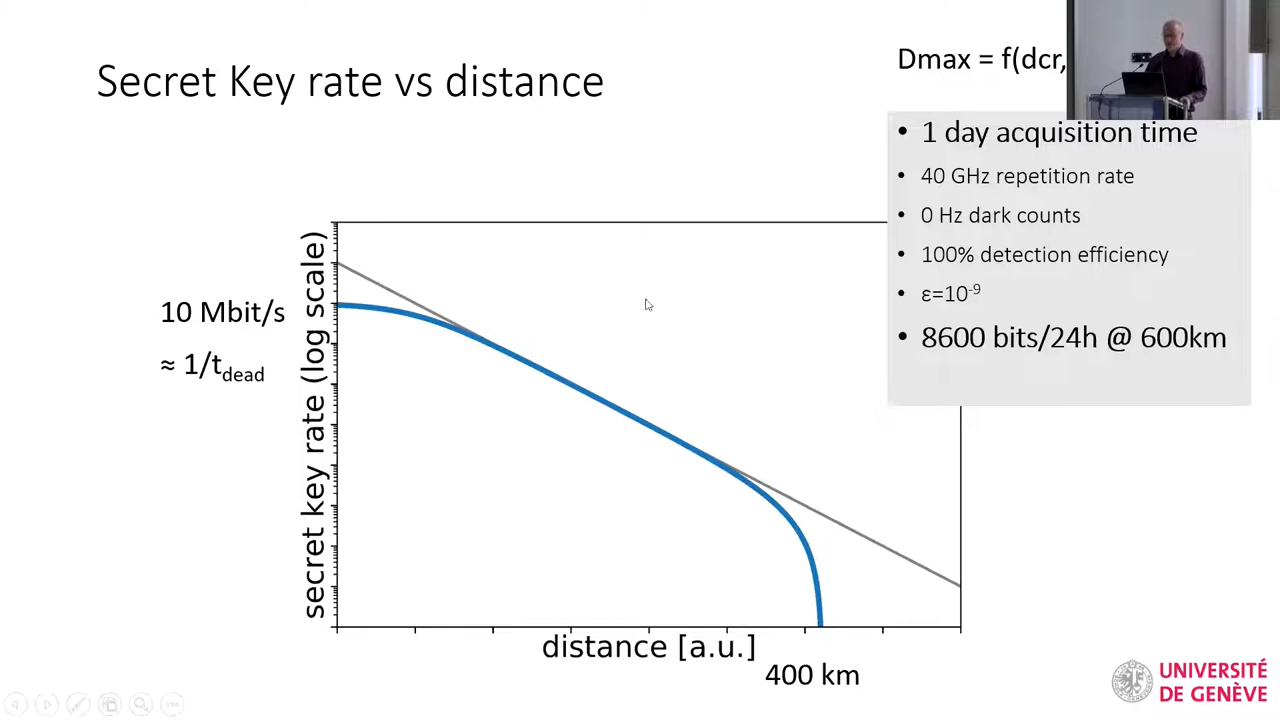 Secret Key rate vs distance
Dmax = f(dcr,
• 1 day acquisition time
• 40 GHz repetition rate
• 0 Hz dark counts
• 100% detection efficiency
• ε=10⁻⁹
• 8600 bits/24h @ 600km
10 Mbit/s
≈ 1/t_dead
secret key rate (log scale)
distance [a.u.]
400 km
UNIVERSITÉ
DE GENÈVE